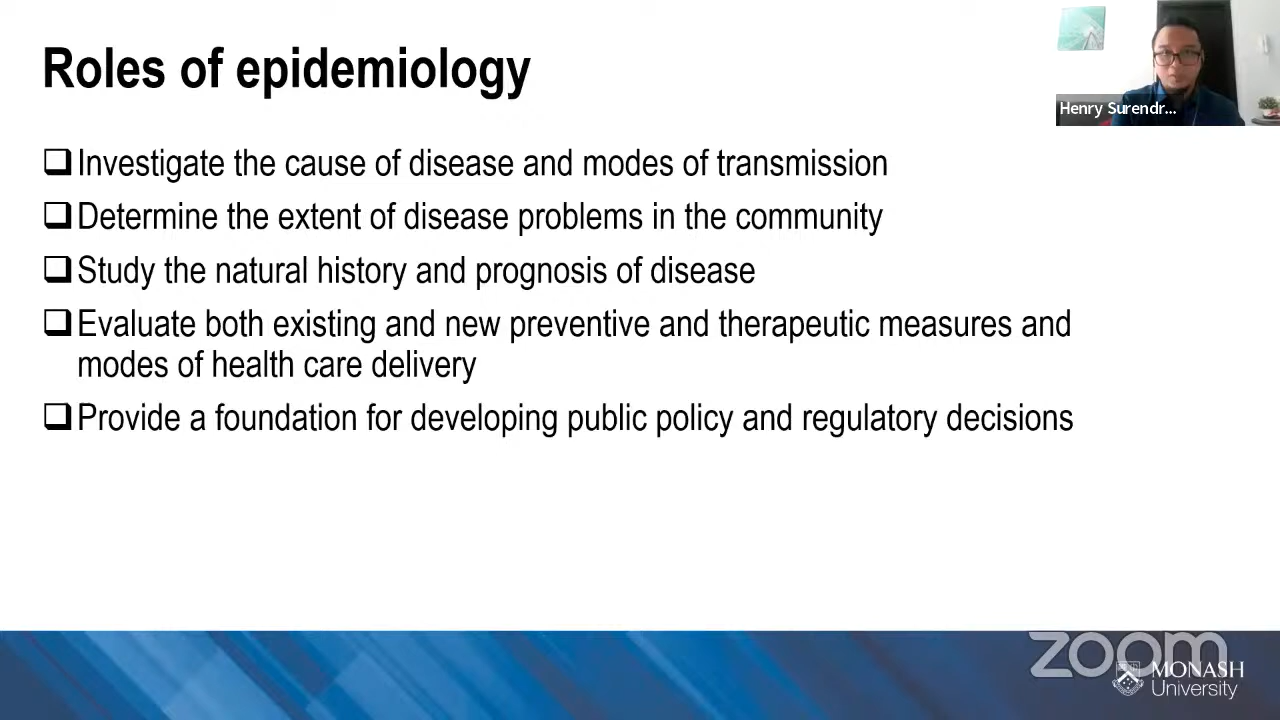 Roles of epidemiology
Henry Surendr...
Investigate the cause of disease and modes of transmission
Determine the extent of disease problems in the community
Study the natural history and prognosis of disease
Evaluate both existing and new preventive and therapeutic measures and
modes of health care delivery
Provide a foundation for developing public policy and regulatory decisions
zoom
MONASH
University